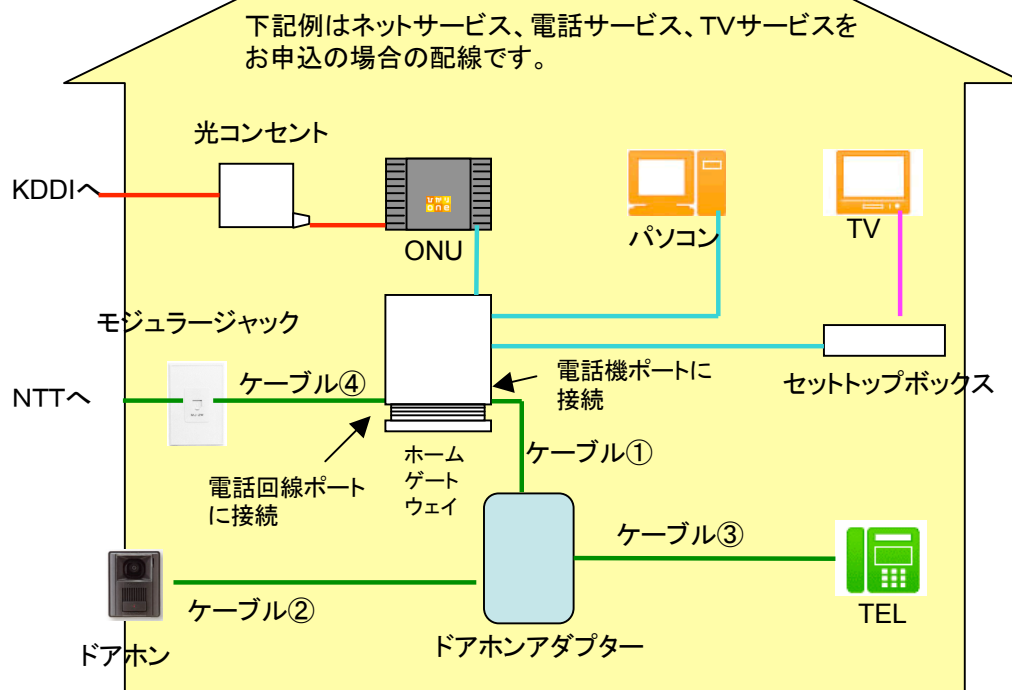 下記例はネットサービス、電話サービス、TVサービスを
お申込の場合の配線です。
光コンセント
KDDIへ
ひかり
one
ONU
パソコン
TV
モジュラージャック
NTTへ
ケーブル④
電話機ポートに
接続
セットトップボックス
ホーム
ゲート
ウェイ
ケーブル①
電話回線ポート
に接続
ケーブル③
ケーブル②
TEL
ドアホン
ドアホンアダプター